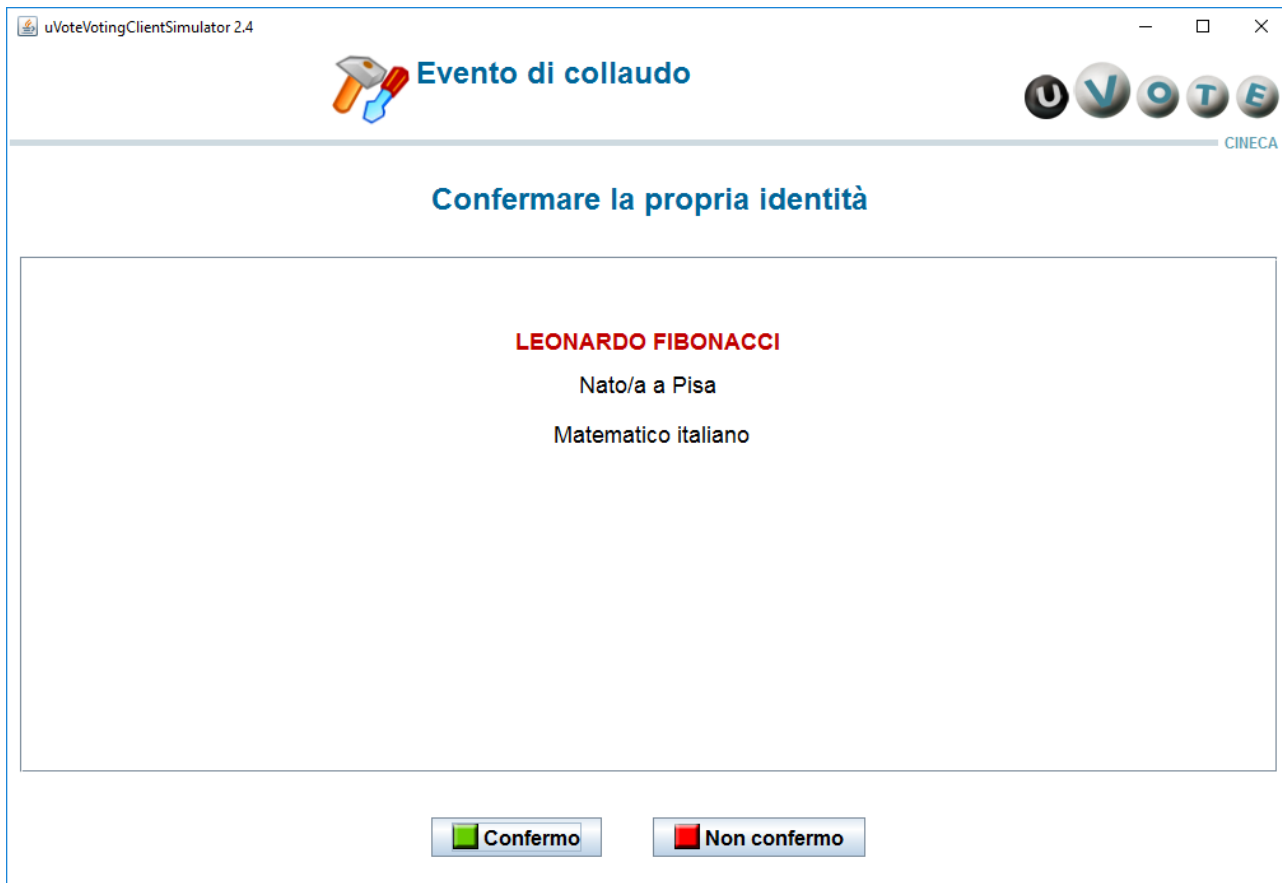 uVoteVotingClientSimulator 2.4
Evento di collaudo
U VOTE
CINECA
Confermare la propria identità
LEONARDO FIBONACCI
Nato/a a Pisa
Matematico italiano
Confermo
Non confermo